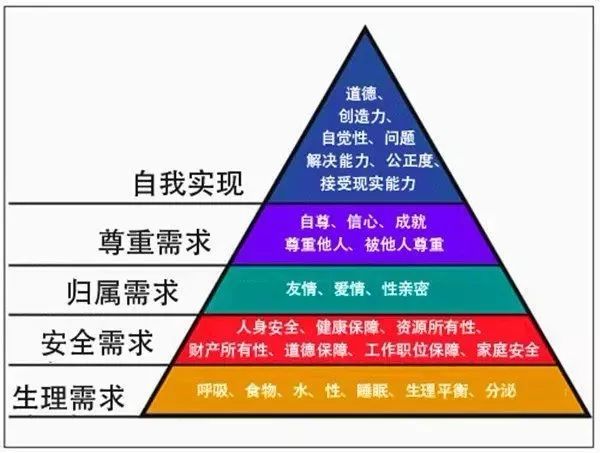 道德、
创造力、
自觉性、问题
解决能力、公正度、
接受现实能力
自我实现
自尊、信心、成就
尊重他人、被他人尊重
尊重需求
友情、爱情、性亲密
归属需求
人身安全、健康保障、资源所有性、
财产所有性、道德保障、工作职位保障、家庭安全
安全需求
呼吸、食物、水、性、睡眠、生理平衡、分泌
生理需求